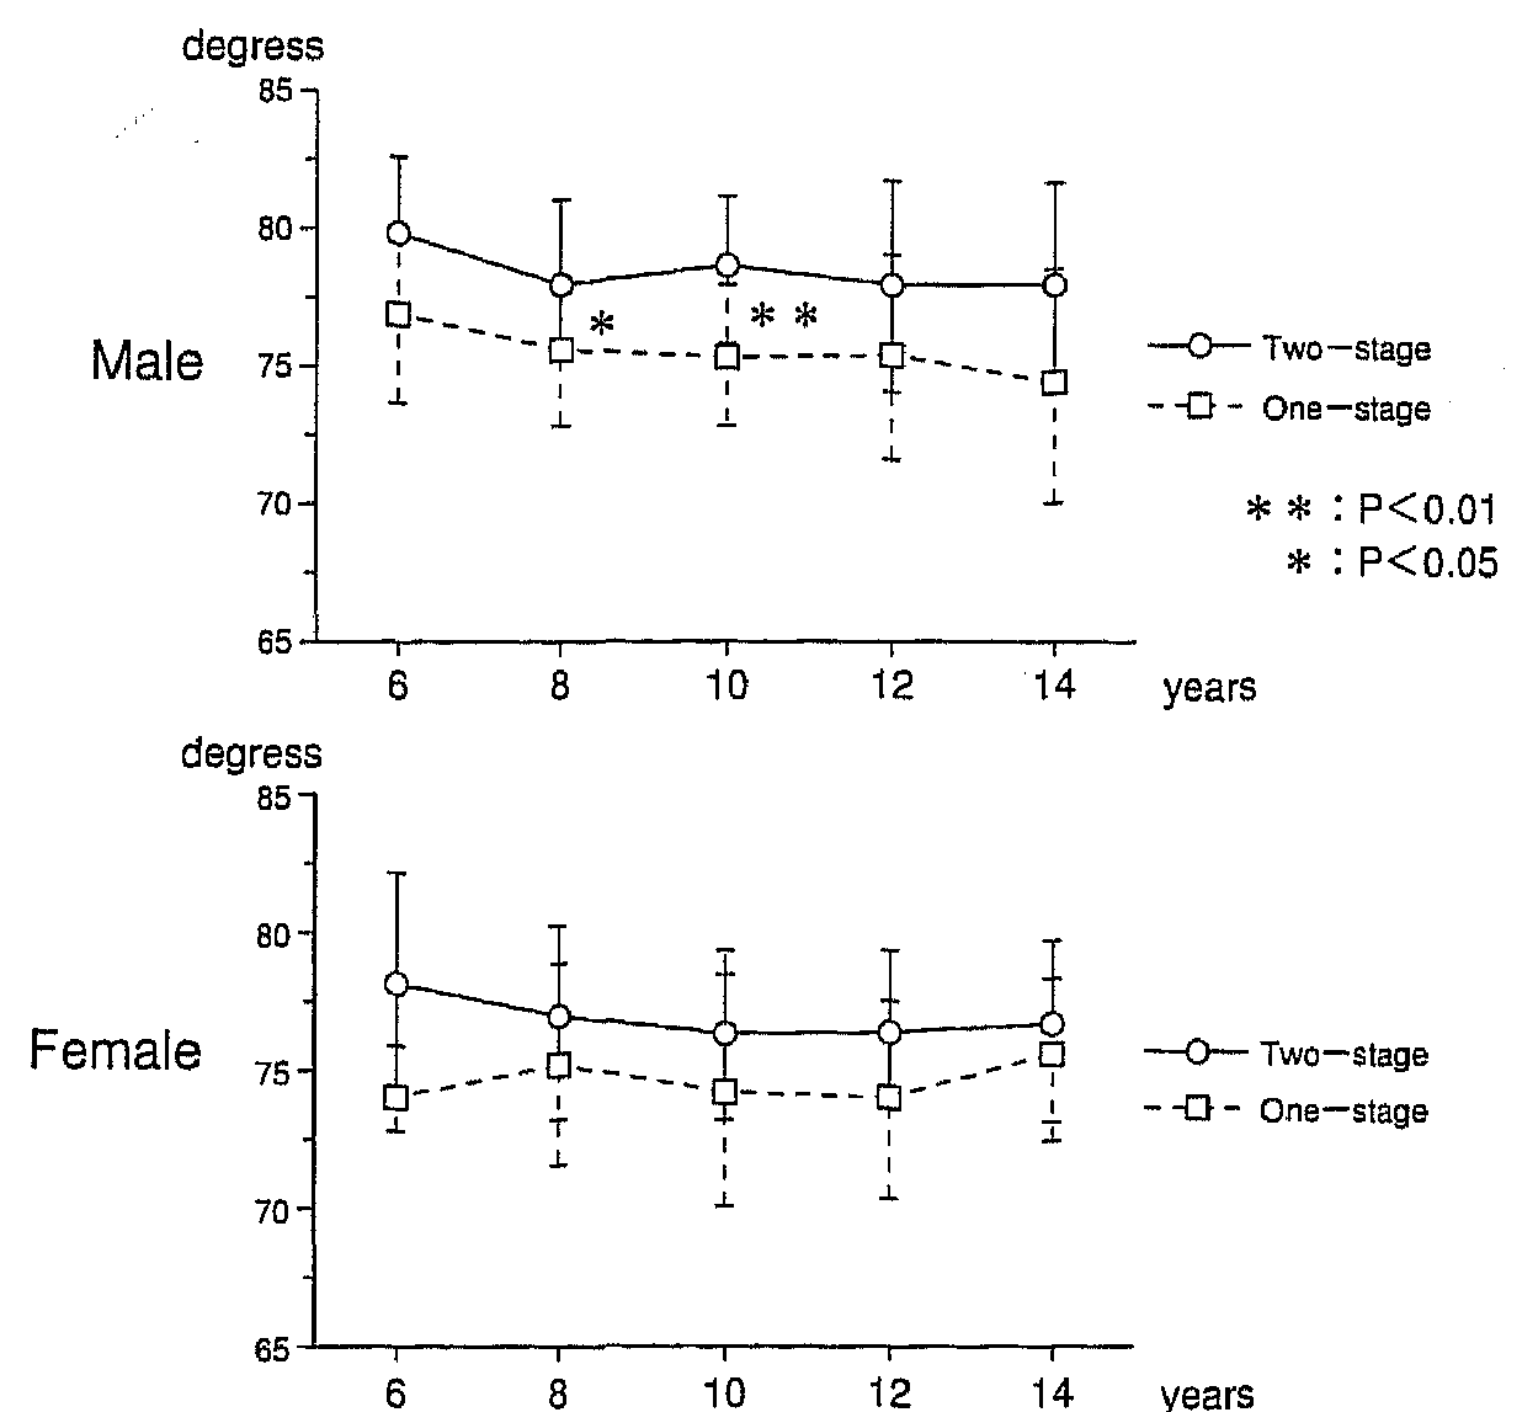 degress
85
80
75
70
65
Male
6 8 10 12 14 years
*
* *
Two-stage
One-stage
* * : P<0.01
* : P<0.05
degress
85
80
75
70
65
Female
6 8 10 12 14 years
Two-stage
One-stage